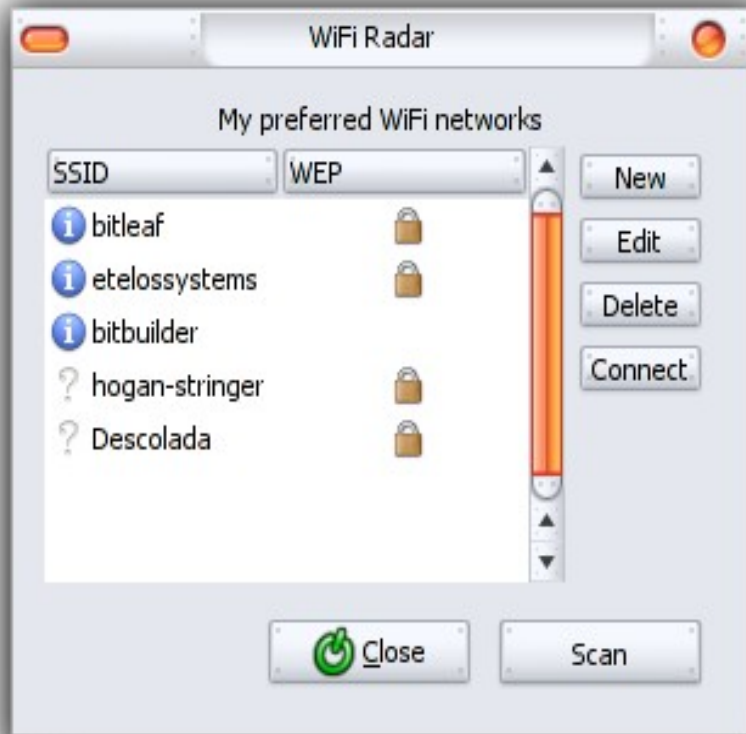 WiFi Radar
My preferred WiFi networks
SSID WEP
New
bitleaf
Edit
etelossystems
Delete
bitbuilder
Connect
hogan-stringer
Descolada
Close Scan